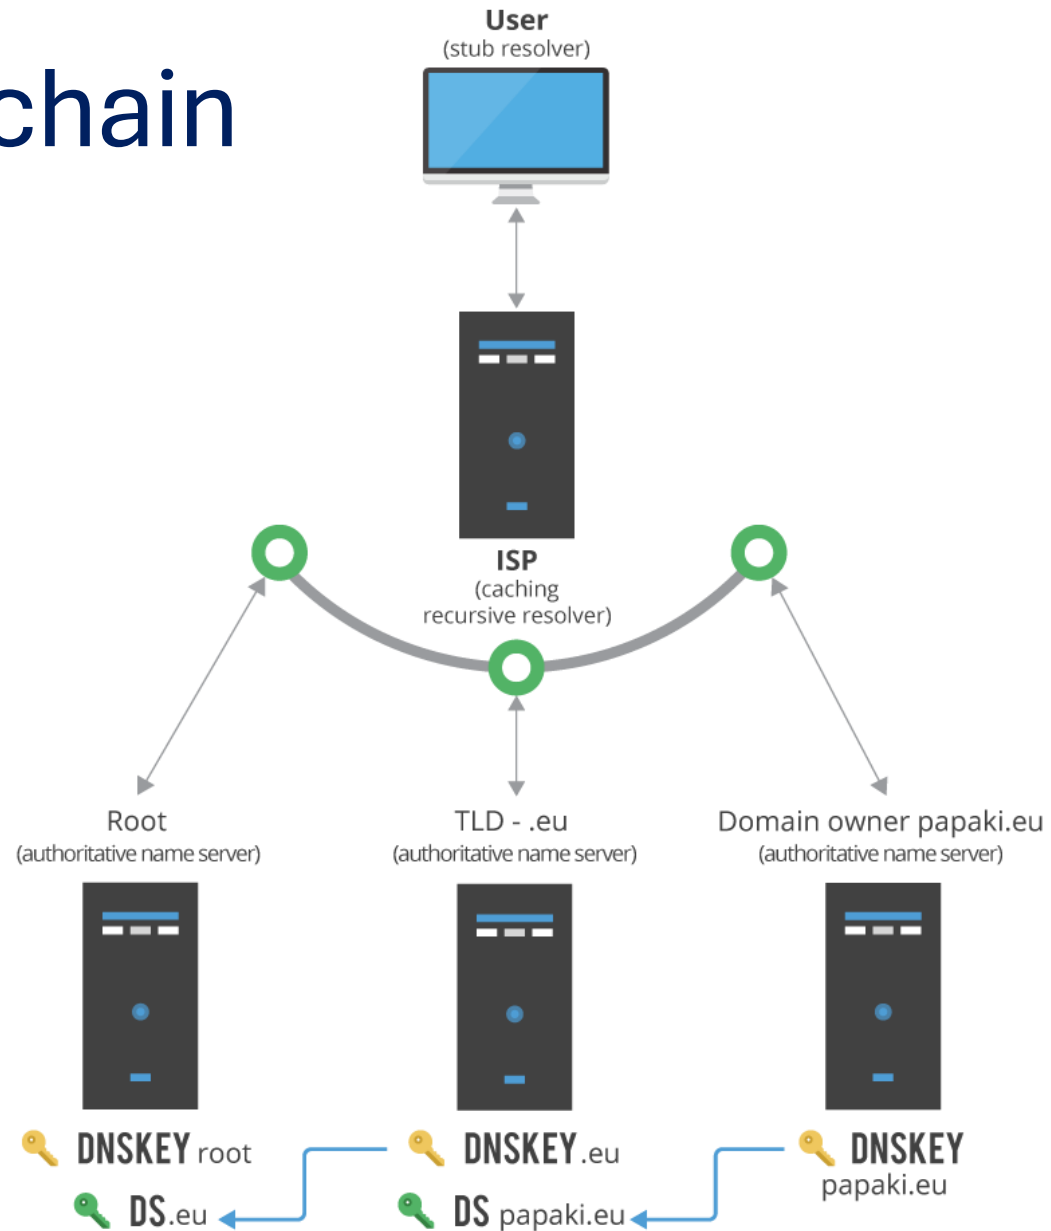 chain
User
(stub resolver)
ISP
(caching
recursive resolver)
Root
(authoritative name server)
TLD - .eu
(authoritative name server)
Domain owner papaki.eu
(authoritative name server)
DNSKEY root
DS.eu
DNSKEY.eu
DS papaki.eu
DNSKEY
papaki.eu